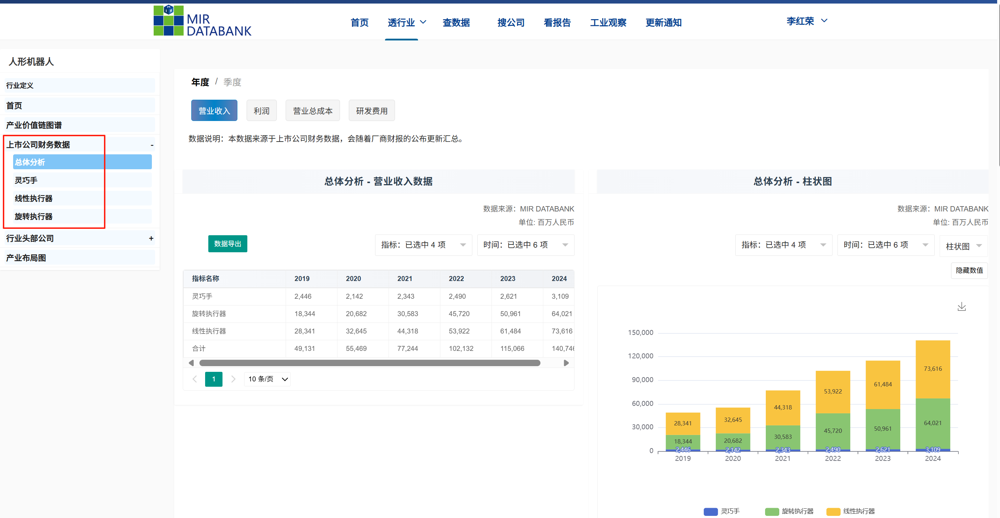 MIR
MIR
DATABANK
首页 透行业 查数据 搜公司 看报告 工业观察 更新通知 李红荣
人形机器人
行业定义
首页
产业价值链图谱
上市公司财务数据 -
总体分析
灵巧手
线性执行器
旋转执行器
行业头部公司 +
产业布局图
年度 / 季度
营业收入 利润 营业总成本 研发费用
数据说明：本数据来源于上市公司财务数据，会随着厂商财报的公布更新汇总。
总体分析 - 营业收入数据
数据来源：MIR DATABANK
单位: 百万人民币
数据导出 指标：已选中 4 项 时间：已选中 6 项
指标名称 2019 2020 2021 2022 2023 2024
灵巧手 2,446 2,142 2,343 2,490 2,621 3,109
旋转执行器 18,344 20,682 30,583 45,720 50,961 64,021
线性执行器 28,341 32,645 44,318 53,922 61,484 73,616
合计 49,131 55,469 77,244 102,132 115,066 140,746
1 10 条/页
总体分析 - 柱状图
数据来源：MIR DATABANK
单位: 百万人民币
指标：已选中 4 项 时间：已选中 6 项 柱状图
隐藏数值
150,000
120,000
90,000
60,000
30,000
0
28,341 32,645 44,318 53,922 61,484 73,616
18,344 20,682 30,583 45,720 50,961 64,021
2,446 2,142 2,343 2,490 2,621 3,109
2019 2020 2021 2022 2023 2024
灵巧手 旋转执行器 线性执行器